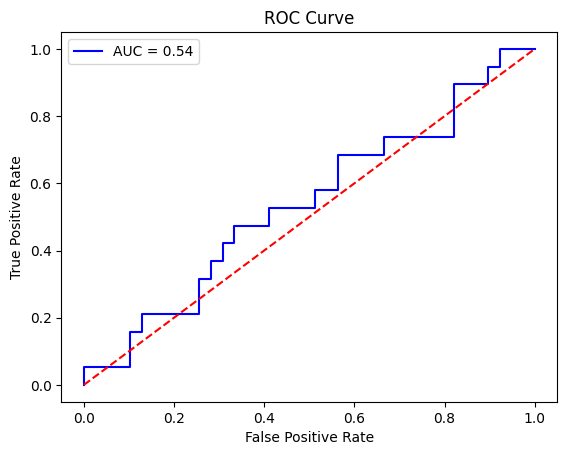 ROC Curve
AUC = 0.54
True Positive Rate
1.0
0.8
0.6
0.4
0.2
0.0
0.0 0.2 0.4 0.6 0.8 1.0
False Positive Rate